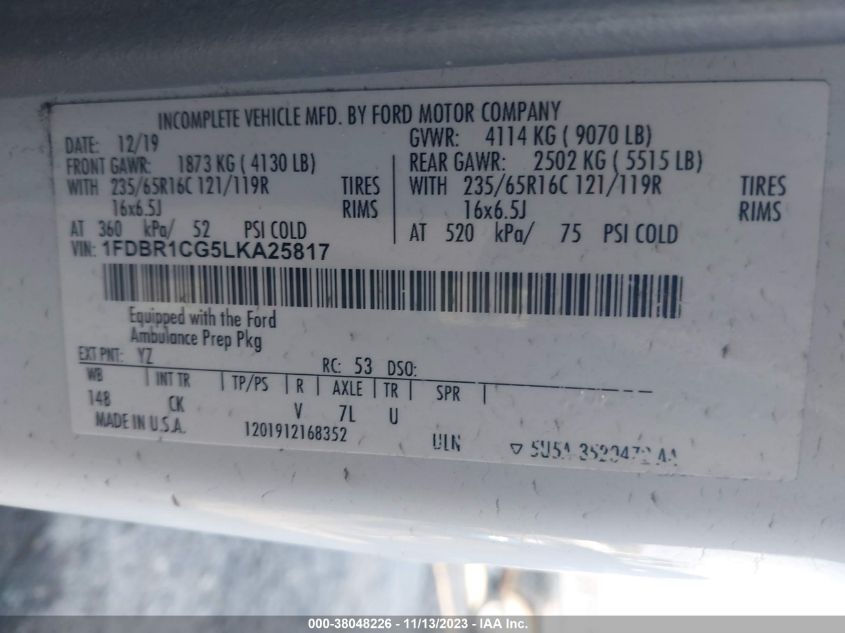 INCOMPLETE VEHICLE MFD. BY FORD MOTOR COMPANY
DATE: 12/19 GVWR: 4114 KG ( 9070 LB)
FRONT GAWR: 1873 KG ( 4130 LB) REAR GAWR: 2502 KG ( 5515 LB)
WITH 235/65R16C 121/119R TIRES WITH 235/65R16C 121/119R TIRES
16x6.5J RIMS 16x6.5J RIMS
AT 360 kPa/ 52 PSI COLD AT 520 kPa/ 75 PSI COLD
VIN: 1FDBR1CG5LKA25817
Equipped with the Ford
Ambulance Prep Pkg
EXT PNT: YZ RC: 53 DSO:
WB INT TR TP/PS R AXLE TR SPR
148 CK V 7L U
MADE IN U.S.A. 1201912168352 ULN
000-38048226 - 11/13/2023 - IAA Inc.